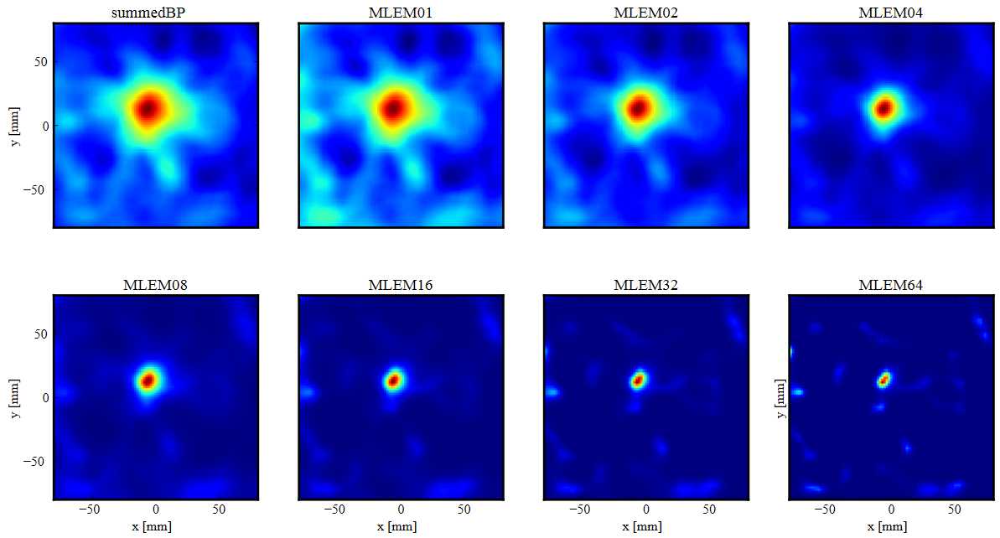 summedBP MLEM01 MLEM02 MLEM04
50
0
−50
y [mm]
MLEM08 MLEM16 MLEM32 MLEM64
50
0
−50
y [mm]
y [mm]
−50 0 50 −50 0 50 −50 0 50 −50 0 50
x [mm] x [mm] x [mm] x [mm]